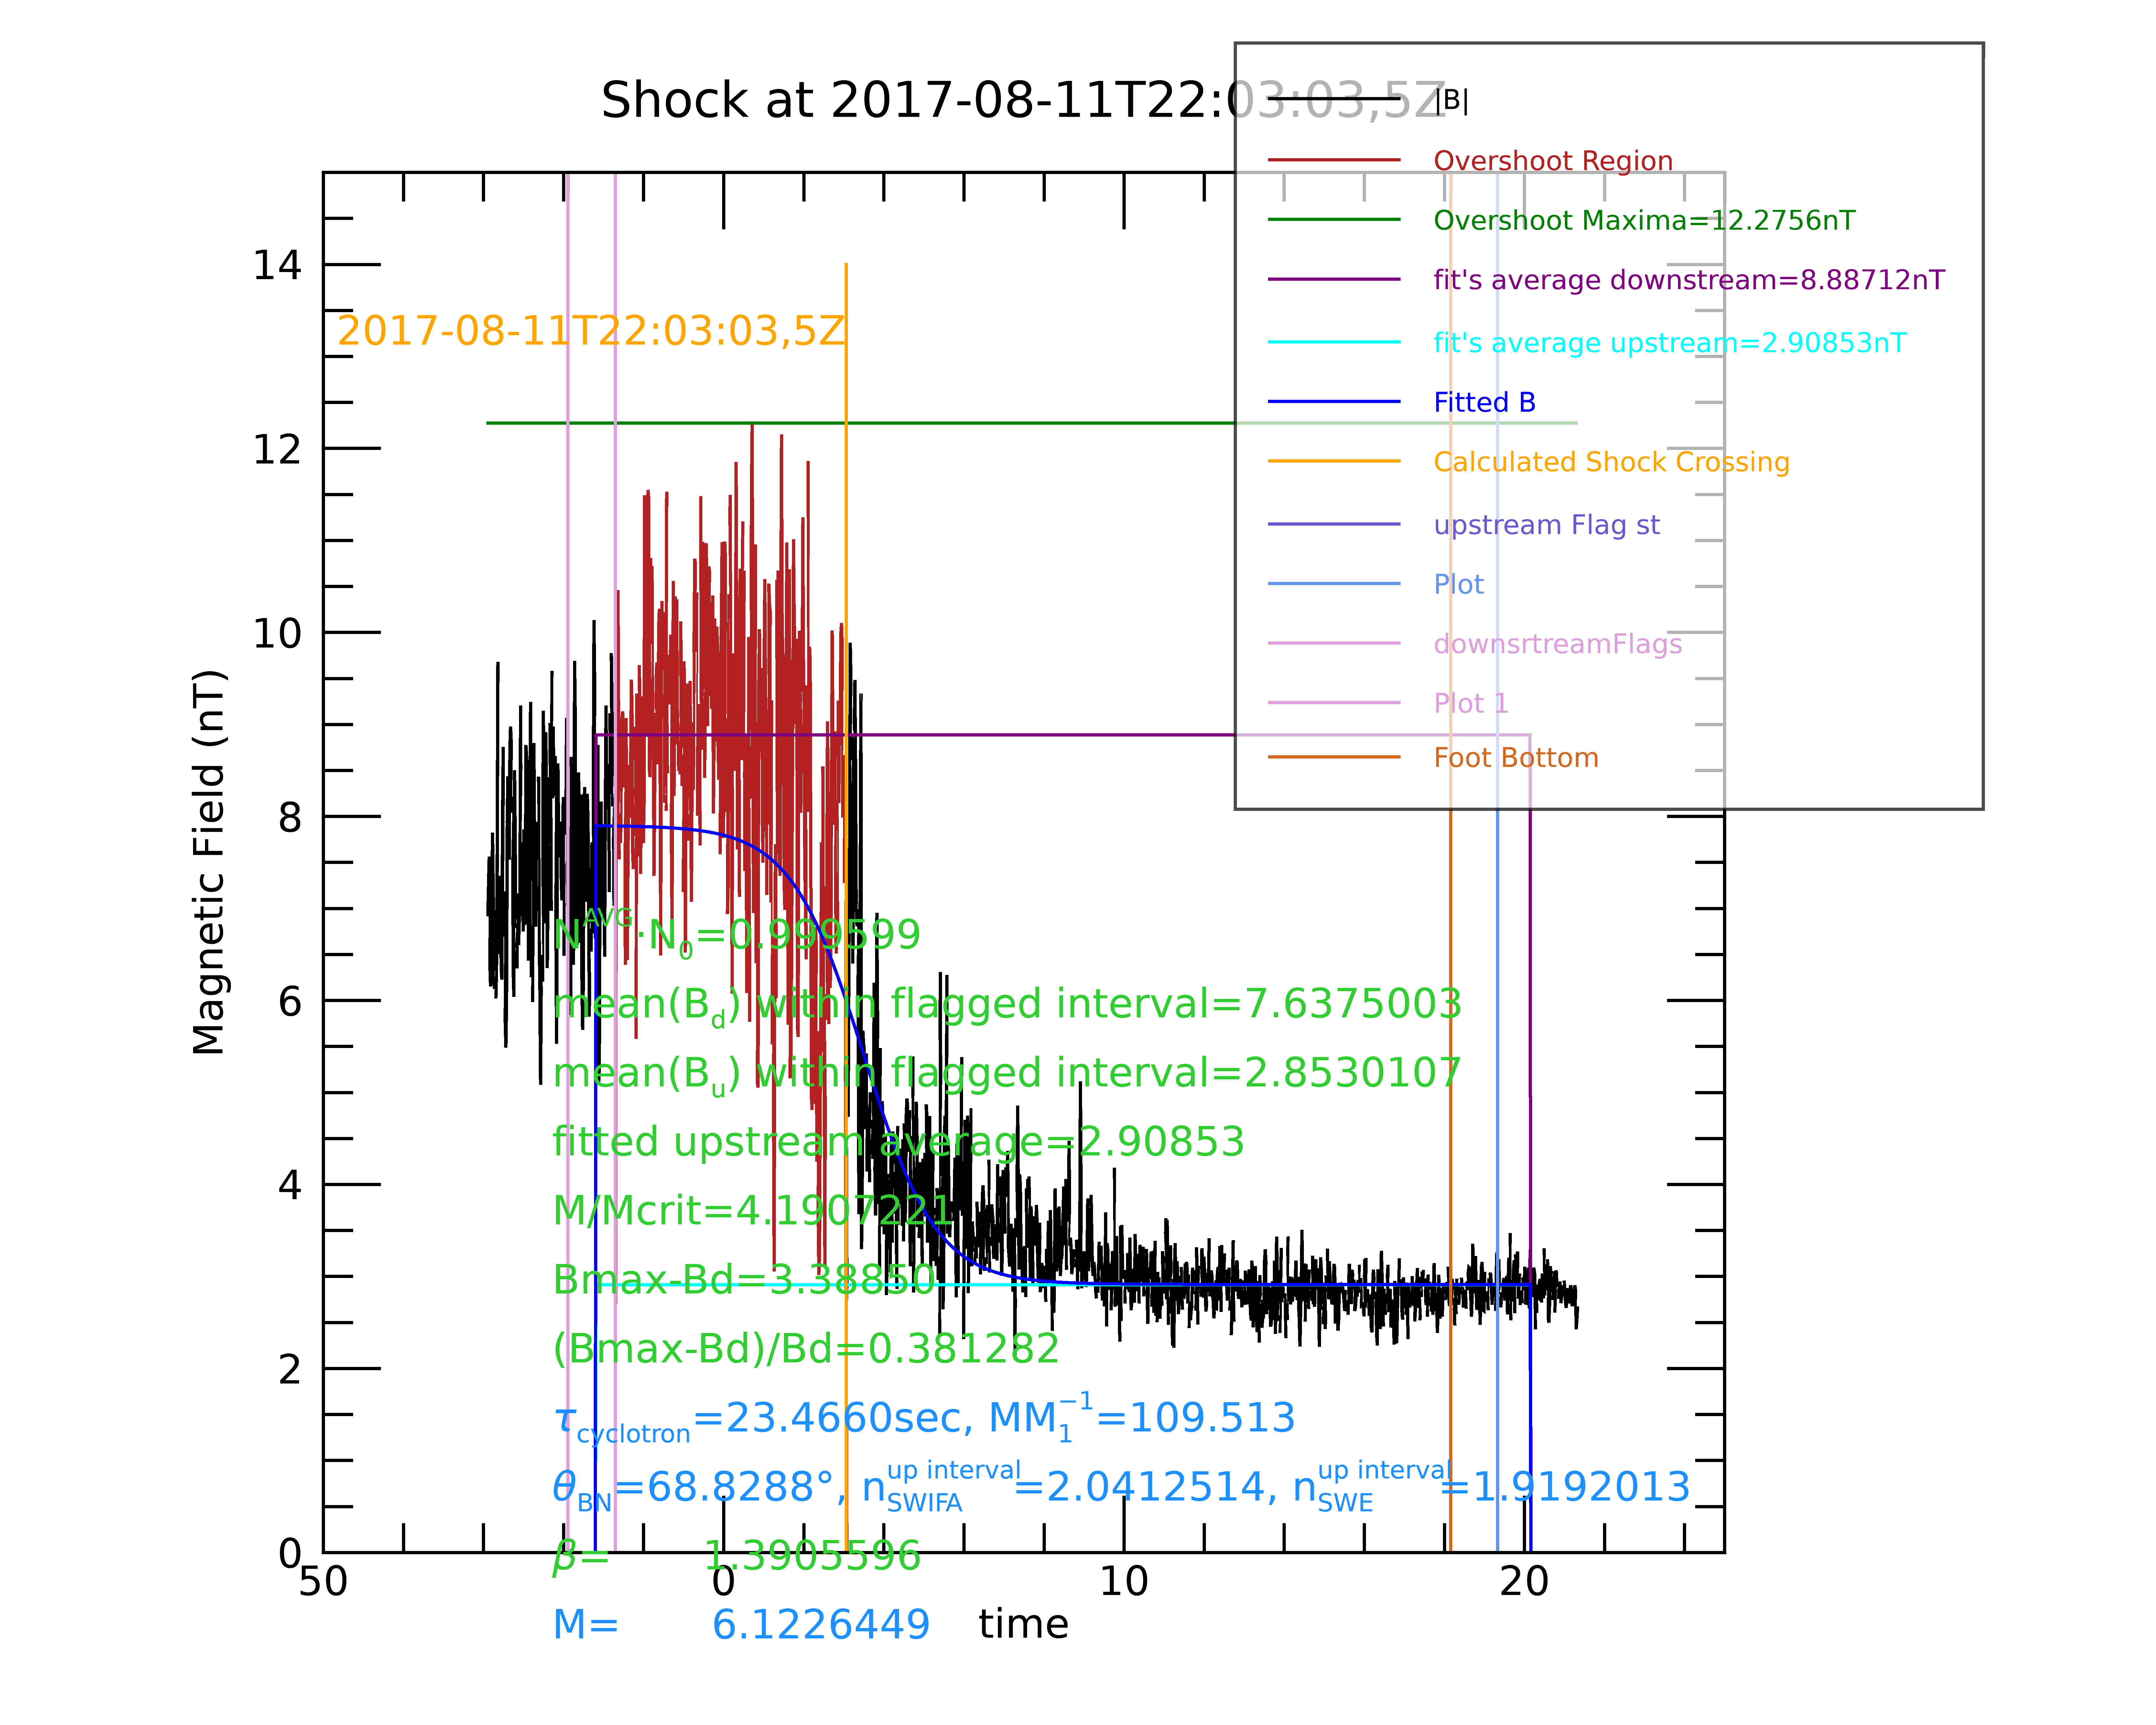 Shock at 2017-08-11T22:03:03,5Z
|B|
Overshoot Region
Overshoot Maxima=12.2756nT
fit's average downstream=8.88712nT
fit's average upstream=2.90853nT
Fitted B
Calculated Shock Crossing
upstream Flag st
Plot
downsrtreamFlags
Plot 1
Foot Bottom
2017-08-11T22:03:03,5Z
Magnetic Field (nT)
14
12
10
8
6
4
2
0
N^AVG·N_0=0.999599
mean(B_d) within flagged interval=7.6375003
mean(B_u) within flagged interval=2.8530107
fitted upstream average=2.90853
M/Mcrit=4.1907221
Bmax-Bd=3.38850
(Bmax-Bd)/Bd=0.381282
τ_cyclotron=23.4660sec, MM_1^−1=109.513
θ_BN=68.8288°, n_SWIFA^up interval=2.0412514, n_SWE^up interval=1.9192013
β= 1.3905596
50 0 10 20
M= 6.1226449
time